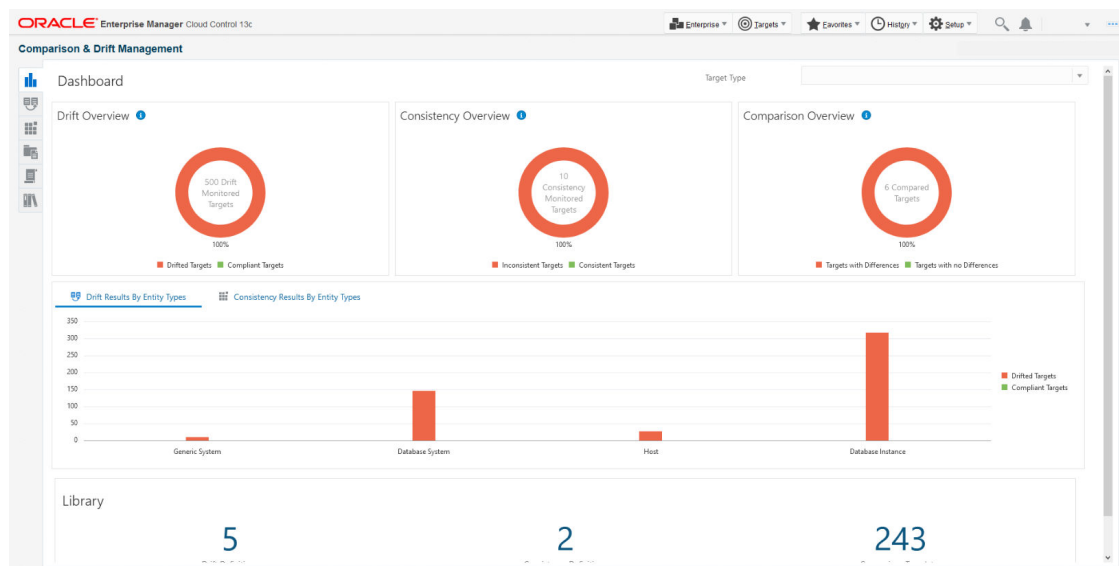 ORACLE® Enterprise Manager Cloud Control 13c
Enterprise
Targets
Favorites
History
Setup
Comparison & Drift Management
Dashboard
Target Type
Drift Overview
500 Drift
Monitored
Targets
100%
Drifted Targets
Compliant Targets
Consistency Overview
10
Consistency
Monitored
Targets
100%
Inconsistent Targets
Consistent Targets
Comparison Overview
6 Compared
Targets
100%
Targets with Differences
Targets with no Differences
Drift Results By Entity Types
Consistency Results By Entity Types
350
300
250
200
150
100
50
0
Generic System
Database System
Host
Database Instance
Drifted Targets
Compliant Targets
Library
5
2
243